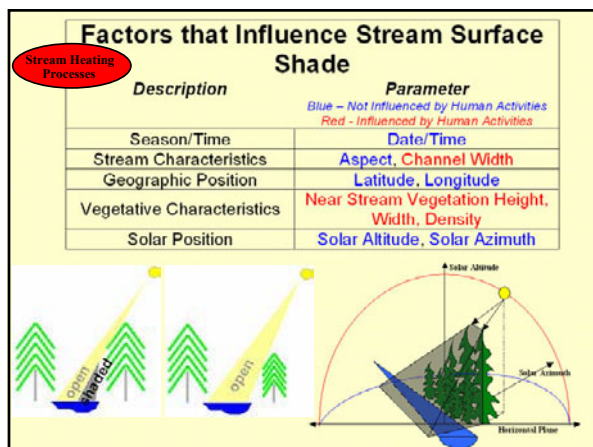 Factors that Influence Stream Surface
Shade
Stream Heating
Processes
Description Parameter
Blue – Not Influenced by Human Activities
Red - Influenced by Human Activities
Season/Time Date/Time
Stream Characteristics Aspect, Channel Width
Geographic Position Latitude, Longitude
Vegetative Characteristics Near Stream Vegetation Height,
Width, Density
Solar Position Solar Altitude, Solar Azimuth
open
shaded
open
Solar Altitude
Solar Azimuth
Horizontal Plane